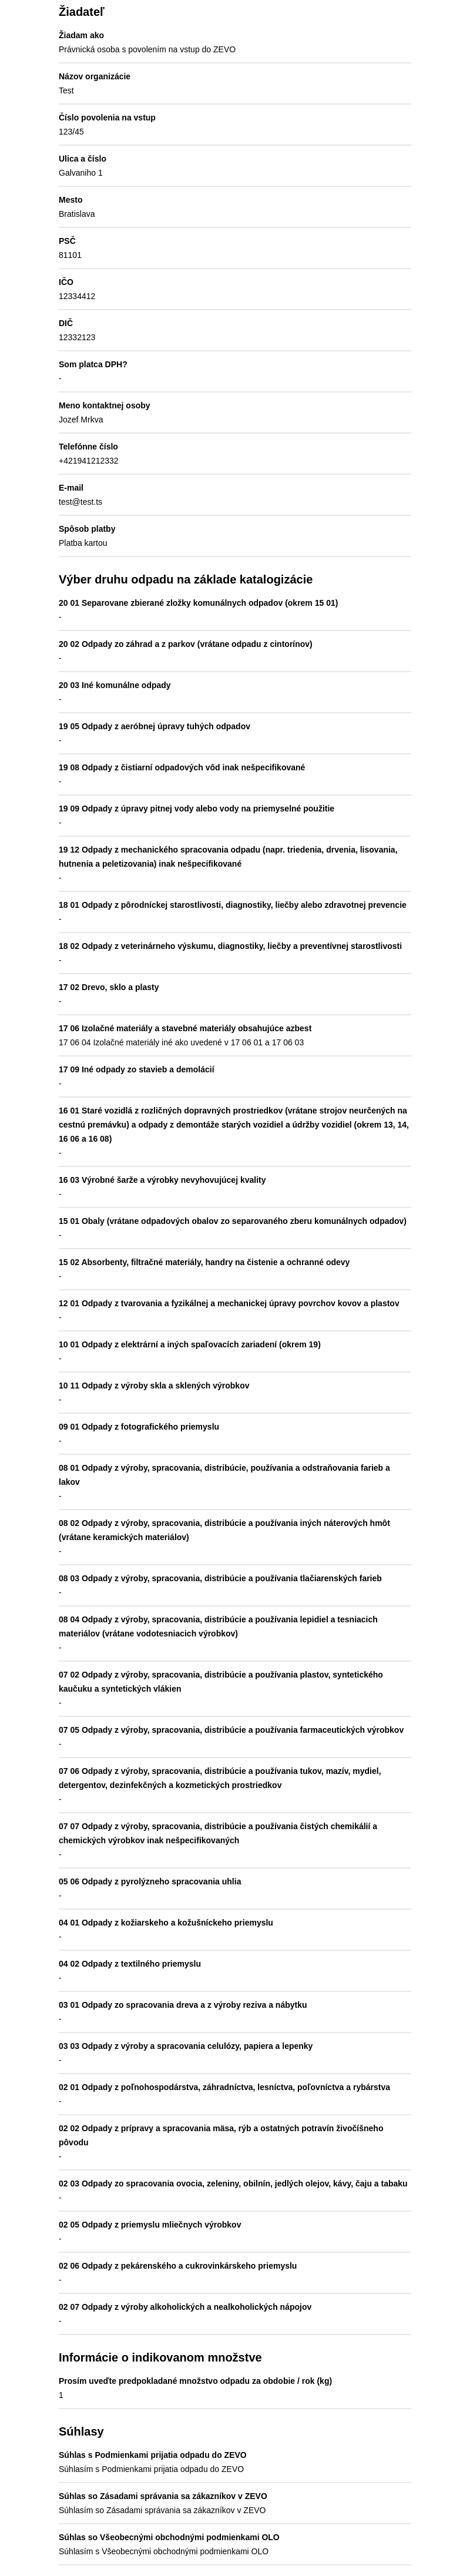 Žiadateľ
Žiadam ako
Právnická osoba s povolením na vstup do ZEVO
Názov organizácie
Test
Číslo povolenia na vstup
123/45
Ulica a číslo
Galvaniho 1
Mesto
Bratislava
PSČ
81101
IČO
12334412
DIČ
12332123
Som platca DPH?
-
Meno kontaktnej osoby
Jozef Mrkva
Telefónne číslo
+421941212332
E-mail
test@test.ts
Spôsob platby
Platba kartou
Výber druhu odpadu na základe katalogizácie
20 01 Separovane zbierané zložky komunálnych odpadov (okrem 15 01)
-
20 02 Odpady zo záhrad a z parkov (vrátane odpadu z cintorínov)
-
20 03 Iné komunálne odpady
-
19 05 Odpady z aeróbnej úpravy tuhých odpadov
-
19 08 Odpady z čistiarní odpadových vôd inak nešpecifikované
-
19 09 Odpady z úpravy pitnej vody alebo vody na priemyselné použitie
-
19 12 Odpady z mechanického spracovania odpadu (napr. triedenia, drvenia, lisovania,
hutnenia a peletizovania) inak nešpecifikované
-
18 01 Odpady z pôrodníckej starostlivosti, diagnostiky, liečby alebo zdravotnej prevencie
-
18 02 Odpady z veterinárneho výskumu, diagnostiky, liečby a preventívnej starostlivosti
-
17 02 Drevo, sklo a plasty
-
17 06 Izolačné materiály a stavebné materiály obsahujúce azbest
17 06 04 Izolačné materiály iné ako uvedené v 17 06 01 a 17 06 03
17 09 Iné odpady zo stavieb a demolácií
-
16 01 Staré vozidlá z rozličných dopravných prostriedkov (vrátane strojov neurčených na
cestnú premávku) a odpady z demontáže starých vozidiel a údržby vozidiel (okrem 13, 14,
16 06 a 16 08)
-
16 03 Výrobné šarže a výrobky nevyhovujúcej kvality
-
15 01 Obaly (vrátane odpadových obalov zo separovaného zberu komunálnych odpadov)
-
15 02 Absorbenty, filtračné materiály, handry na čistenie a ochranné odevy
-
12 01 Odpady z tvarovania a fyzikálnej a mechanickej úpravy povrchov kovov a plastov
-
10 01 Odpady z elektrární a iných spaľovacích zariadení (okrem 19)
-
10 11 Odpady z výroby skla a sklených výrobkov
-
09 01 Odpady z fotografického priemyslu
-
08 01 Odpady z výroby, spracovania, distribúcie, používania a odstraňovania farieb a
lakov
-
08 02 Odpady z výroby, spracovania, distribúcie a používania iných náterových hmôt
(vrátane keramických materiálov)
-
08 03 Odpady z výroby, spracovania, distribúcie a používania tlačiarenských farieb
-
08 04 Odpady z výroby, spracovania, distribúcie a používania lepidiel a tesniacich
materiálov (vrátane vodotesniacich výrobkov)
-
07 02 Odpady z výroby, spracovania, distribúcie a používania plastov, syntetického
kaučuku a syntetických vlákien
-
07 05 Odpady z výroby, spracovania, distribúcie a používania farmaceutických výrobkov
-
07 06 Odpady z výroby, spracovania, distribúcie a používania tukov, mazív, mydiel,
detergentov, dezinfekčných a kozmetických prostriedkov
-
07 07 Odpady z výroby, spracovania, distribúcie a používania čistých chemikálií a
chemických výrobkov inak nešpecifikovaných
-
05 06 Odpady z pyrolýzneho spracovania uhlia
-
04 01 Odpady z kožiarskeho a kožušníckeho priemyslu
-
04 02 Odpady z textilného priemyslu
-
03 01 Odpady zo spracovania dreva a z výroby reziva a nábytku
-
03 03 Odpady z výroby a spracovania celulózy, papiera a lepenky
-
02 01 Odpady z poľnohospodárstva, záhradníctva, lesníctva, poľovníctva a rybárstva
-
02 02 Odpady z prípravy a spracovania mäsa, rýb a ostatných potravín živočíšneho
pôvodu
-
02 03 Odpady zo spracovania ovocia, zeleniny, obilnín, jedlých olejov, kávy, čaju a tabaku
-
02 05 Odpady z priemyslu mliečnych výrobkov
-
02 06 Odpady z pekárenského a cukrovinkárskeho priemyslu
-
02 07 Odpady z výroby alkoholických a nealkoholických nápojov
-
Informácie o indikovanom množstve
Prosím uveďte predpokladané množstvo odpadu za obdobie / rok (kg)
1
Súhlasy
Súhlas s Podmienkami prijatia odpadu do ZEVO
Súhlasím s Podmienkami prijatia odpadu do ZEVO
Súhlas so Zásadami správania sa zákazníkov v ZEVO
Súhlasím so Zásadami správania sa zákazníkov v ZEVO
Súhlas so Všeobecnými obchodnými podmienkami OLO
Súhlasím s Všeobecnými obchodnými podmienkami OLO